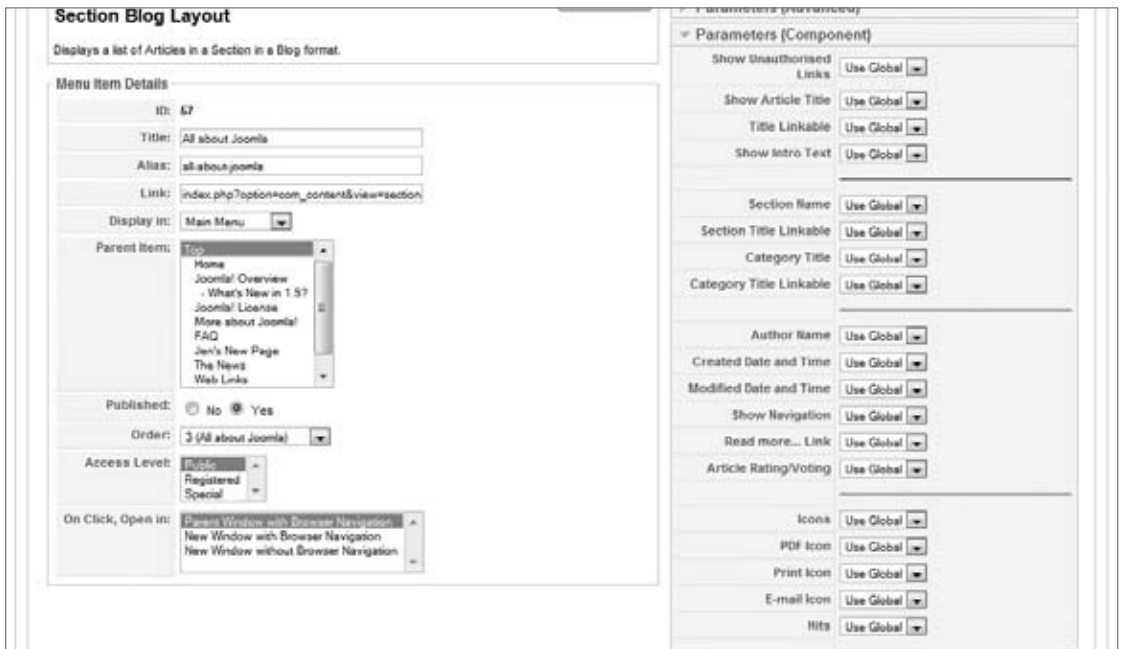 Section Blog Layout
Displays a list of Articles in a Section in a Blog format.
Menu Item Details
ID: 57
Title: All about Joomla
Alias: all-about-joomla
Link: index.php?option=com_content&view=section
Display in: Main Menu
Parent Item: Top
Home
Joomla! Overview
- What's New in 1.5?
Joomla! License
More about Joomla!
FAQ
Jen's New Page
The News
Web Links
Published: No Yes
Order: 3 (All about Joomla)
Access Level: Public
Registered
Special
On Click, Open in: Parent Window with Browser Navigation
New Window with Browser Navigation
New Window without Browser Navigation
Parameters (Advanced)
Parameters (Component)
Show Unauthorised
Links Use Global
Show Article Title Use Global
Title Linkable Use Global
Show Intro Text Use Global
Section Name Use Global
Section Title Linkable Use Global
Category Title Use Global
Category Title Linkable Use Global
Author Name Use Global
Created Date and Time Use Global
Modified Date and Time Use Global
Show Navigation Use Global
Read more... Link Use Global
Article Rating/Voting Use Global
Icons Use Global
PDF Icon Use Global
Print Icon Use Global
E-mail Icon Use Global
Hits Use Global